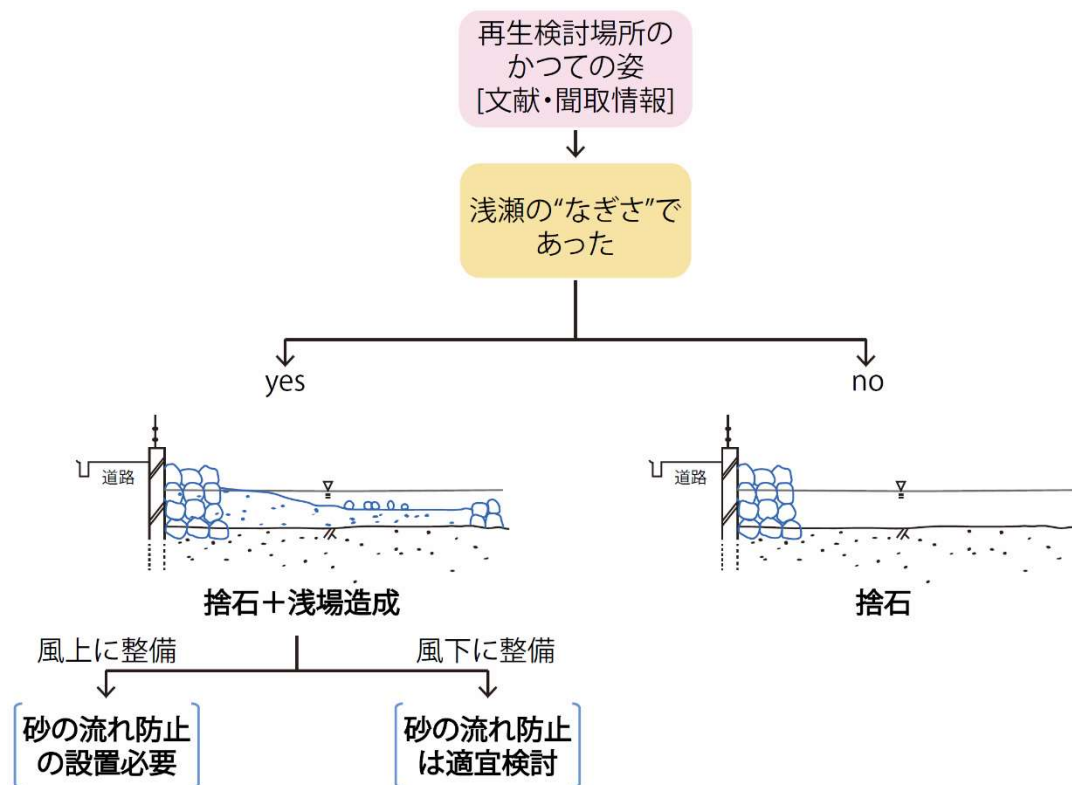 再生検討場所の
かつての姿
[文献・聞取情報]
浅瀬の“なぎさ”で
あった
yes
no
道路
道路
捨石＋浅場造成
捨石
風上に整備
風下に整備
砂の流れ防止
の設置必要
砂の流れ防止
は適宜検討